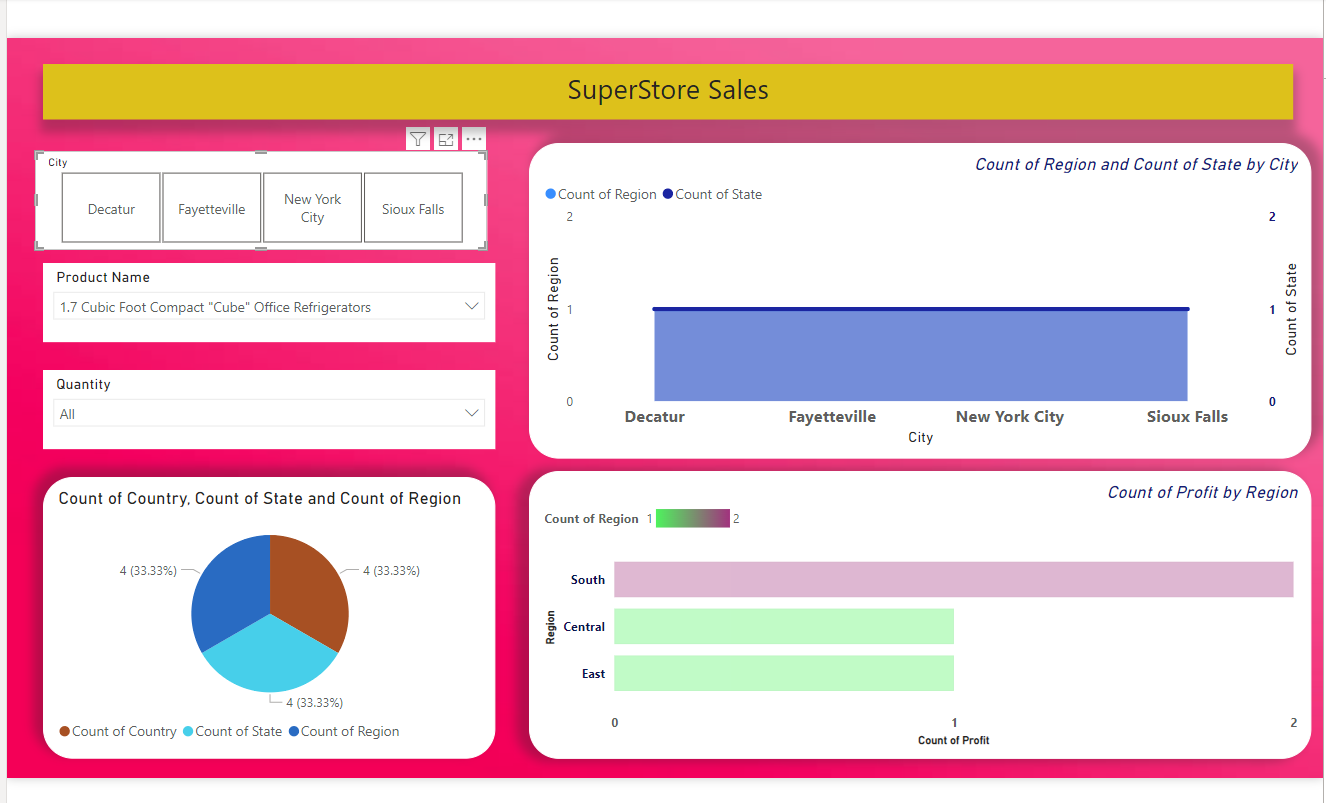 SuperStore Sales
City
Decatur
Fayetteville
New York
City
Sioux Falls
Product Name
1.7 Cubic Foot Compact "Cube" Office Refrigerators
Quantity
All
Count of Region and Count of State by City
Count of Region Count of State
2
1
0
Count of Region
2
1
0
Count of State
Decatur Fayetteville New York City Sioux Falls
City
Count of Country, Count of State and Count of Region
4 (33.33%)
4 (33.33%)
4 (33.33%)
Count of Country Count of State Count of Region
Count of Profit by Region
Count of Region 1 2
Region
South
Central
East
0 1 2
Count of Profit